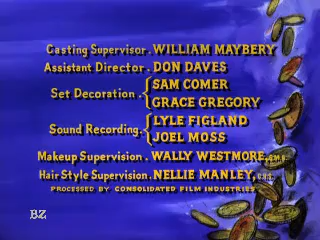 Casting Supervisor. WILLIAM MAYBERY
Assistant Director. DON DAVES
Set Decoration . { SAM COMER
GRACE GREGORY
Sound Recording. { LYLE FIGLAND
JOEL MOSS
Makeup Supervision . WALLY WESTMORE, S.M.A.
Hair Style Supervision. NELLIE MANLEY,
PROCESSED BY CONSOLIDATED FILM INDUSTRIES
BZ